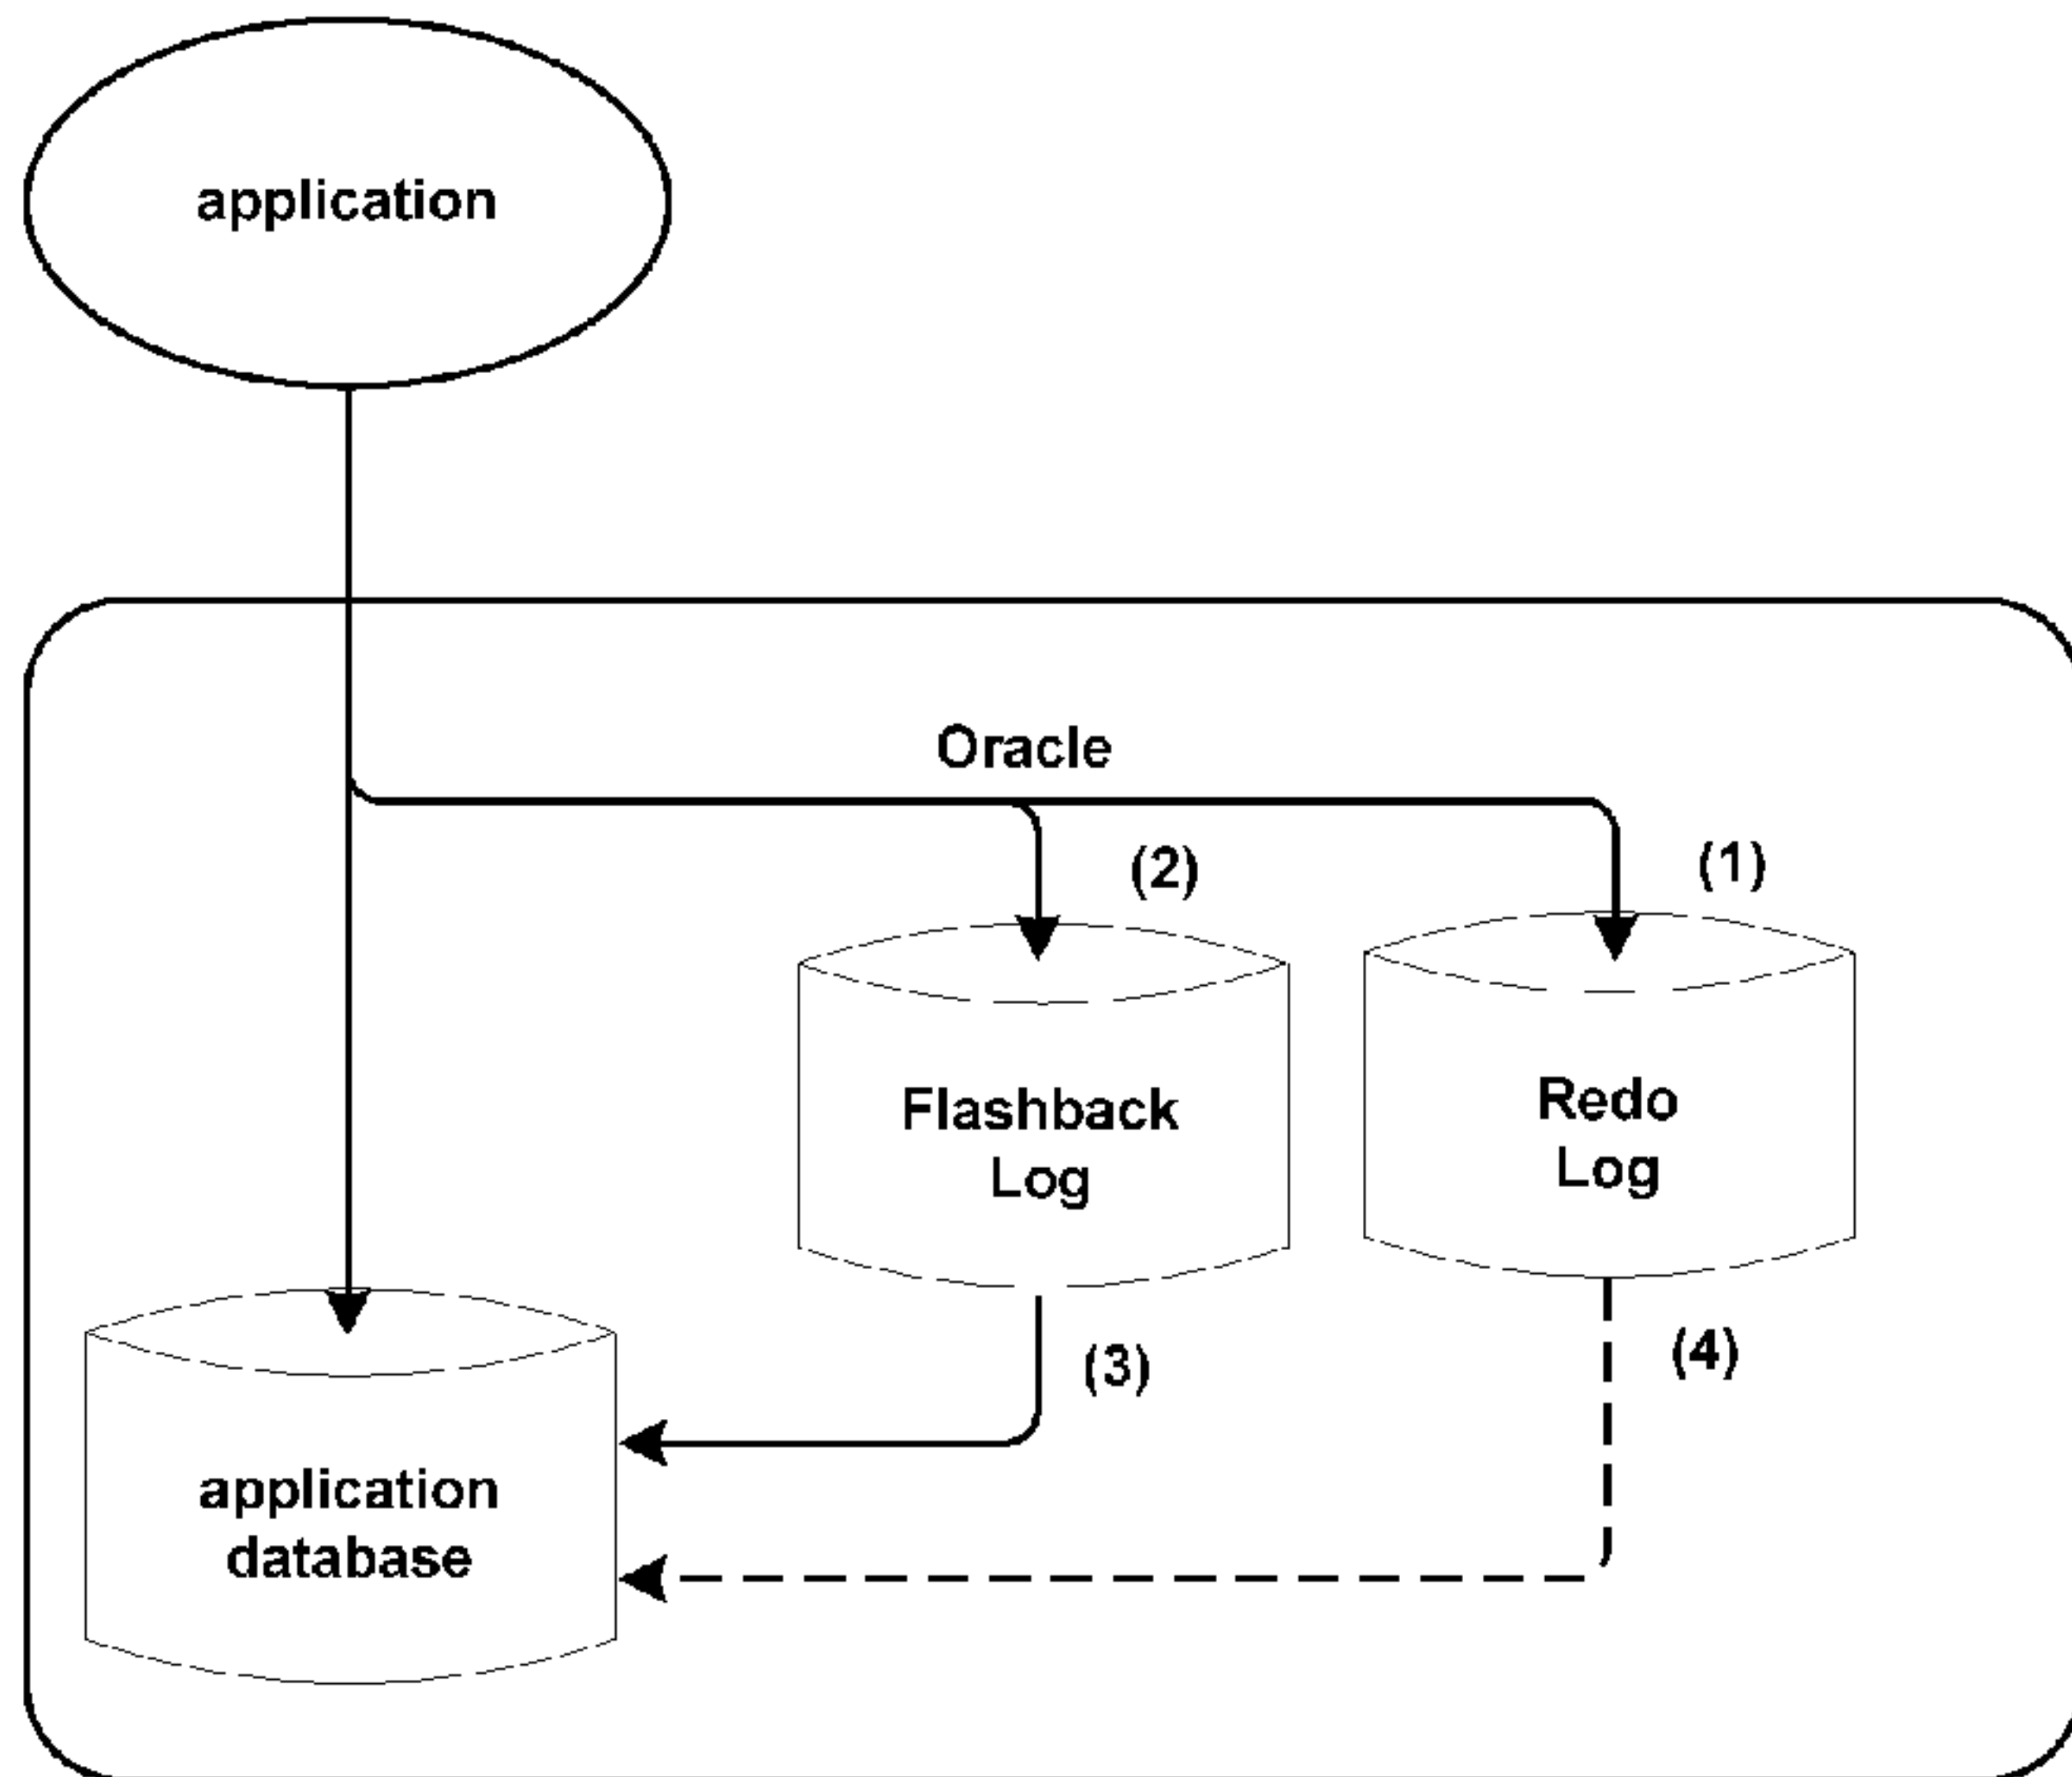 application
Oracle
(2)
(1)
Flashback
Log
Redo
Log
(3)
(4)
application
database